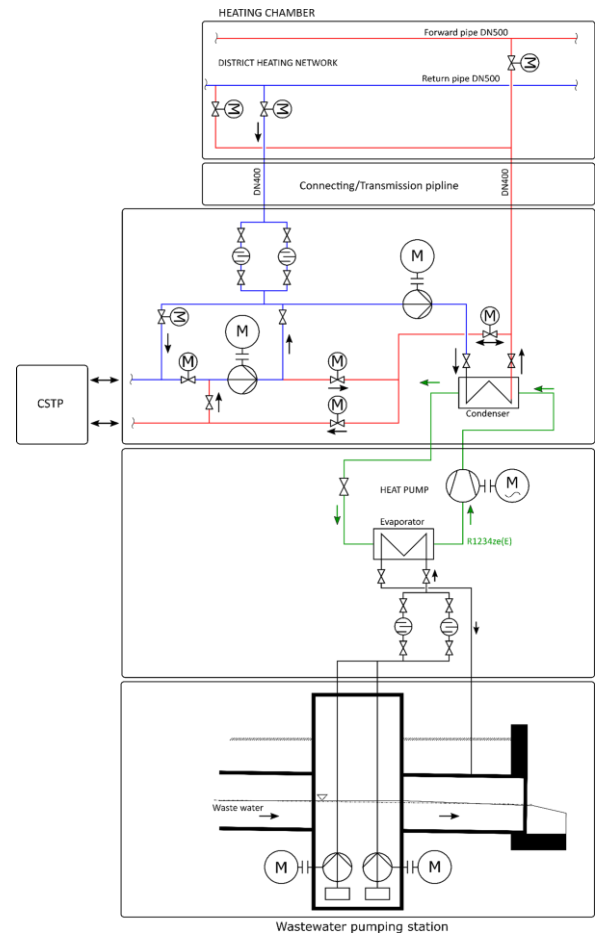 HEATING CHAMBER
Forward pipe DN500
DISTRICT HEATING NETWORK
Return pipe DN500
M
M
M
DN400
Connecting/Transmission pipline
DN400
M
M
M
M
M
M
M
CSTP
Condenser
HEAT PUMP
M
Evaporator
R1234ze(E)
Waste water
M
M
Wastewater pumping station